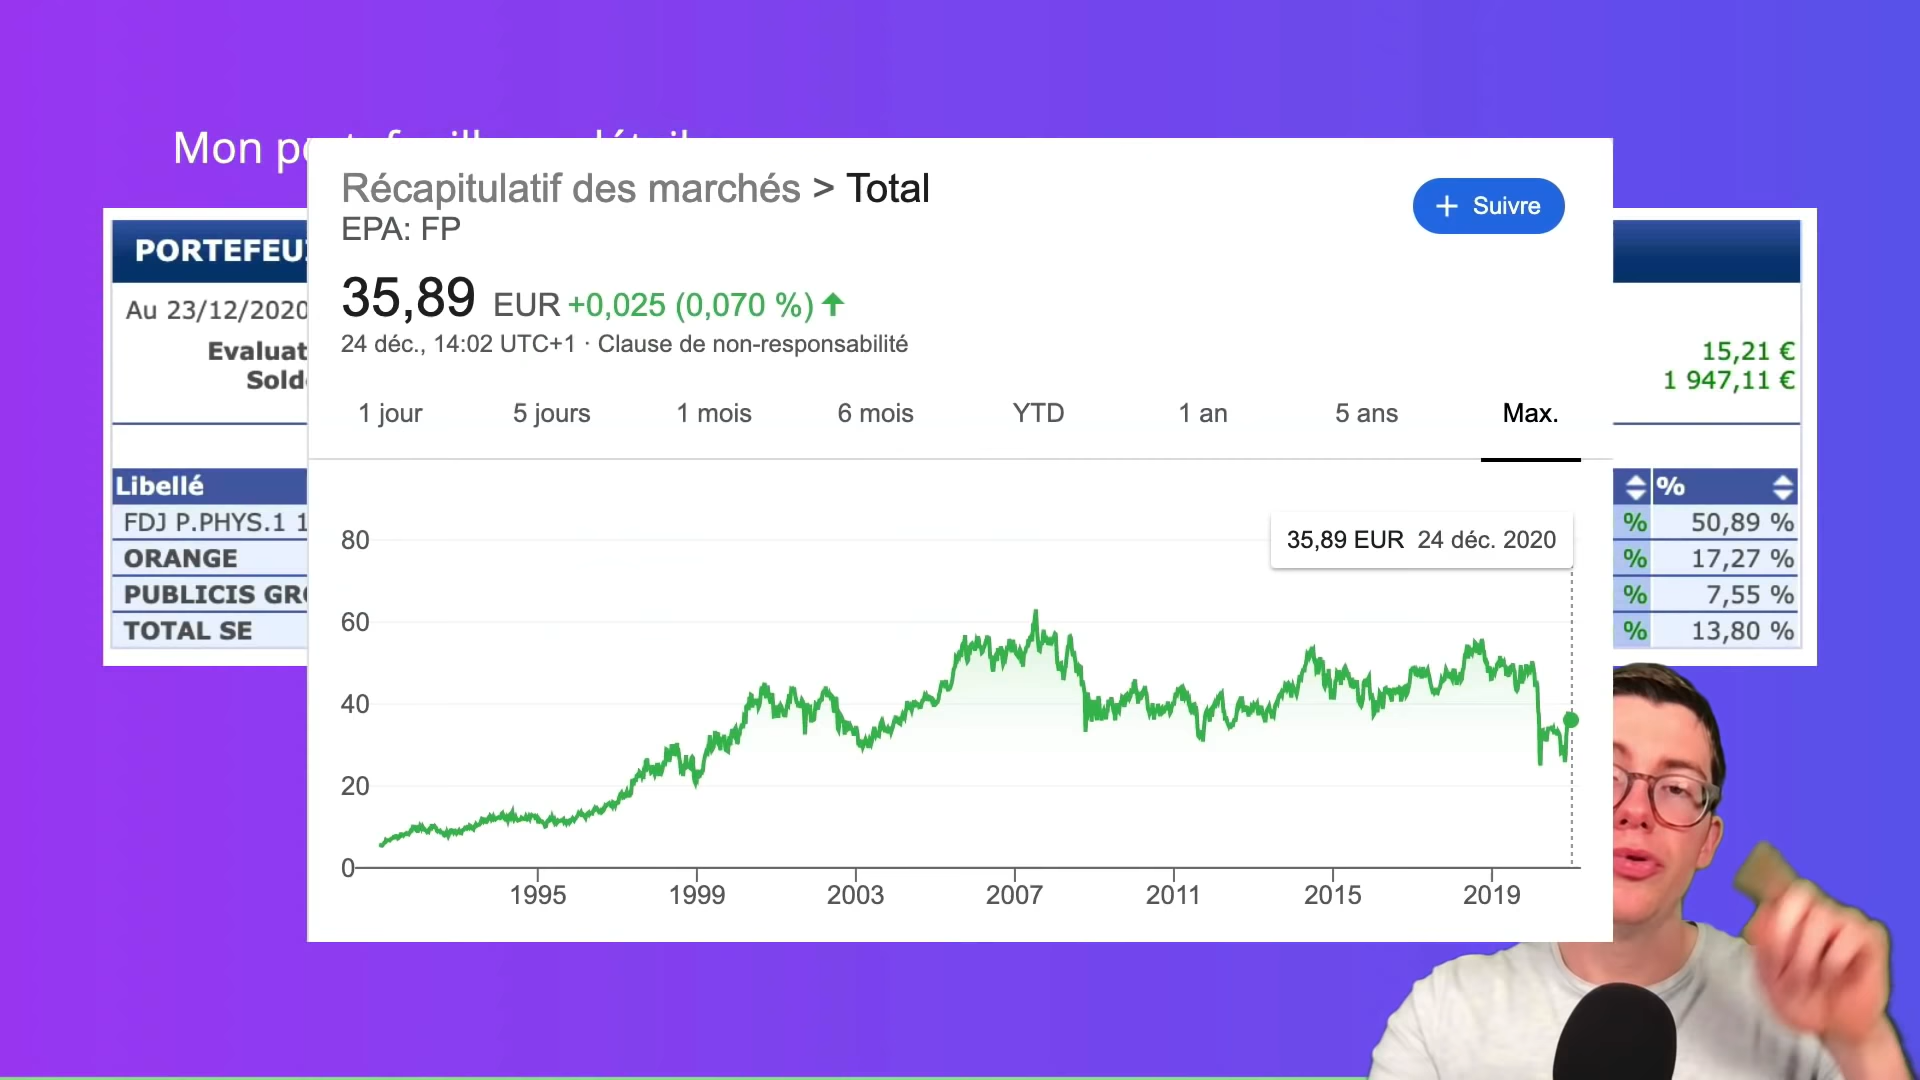 Mon
Récapitulatif des marchés > Total
EPA: FP
+ Suivre
35,89 EUR +0,025 (0,070 %)
24 déc., 14:02 UTC+1 · Clause de non-responsabilité
1 jour 5 jours 1 mois 6 mois YTD 1 an 5 ans Max.
35,89 EUR 24 déc. 2020
80
60
40
20
0
1995 1999 2003 2007 2011 2015 2019
PORTEFEU
Au 23/12/2020
Evaluat
15,21 €
Sold
1 947,11 €
Libellé %
FDJ P.PHYS.1 1 % 50,89 %
ORANGE % 17,27 %
PUBLICIS GR % 7,55 %
TOTAL SE % 13,80 %